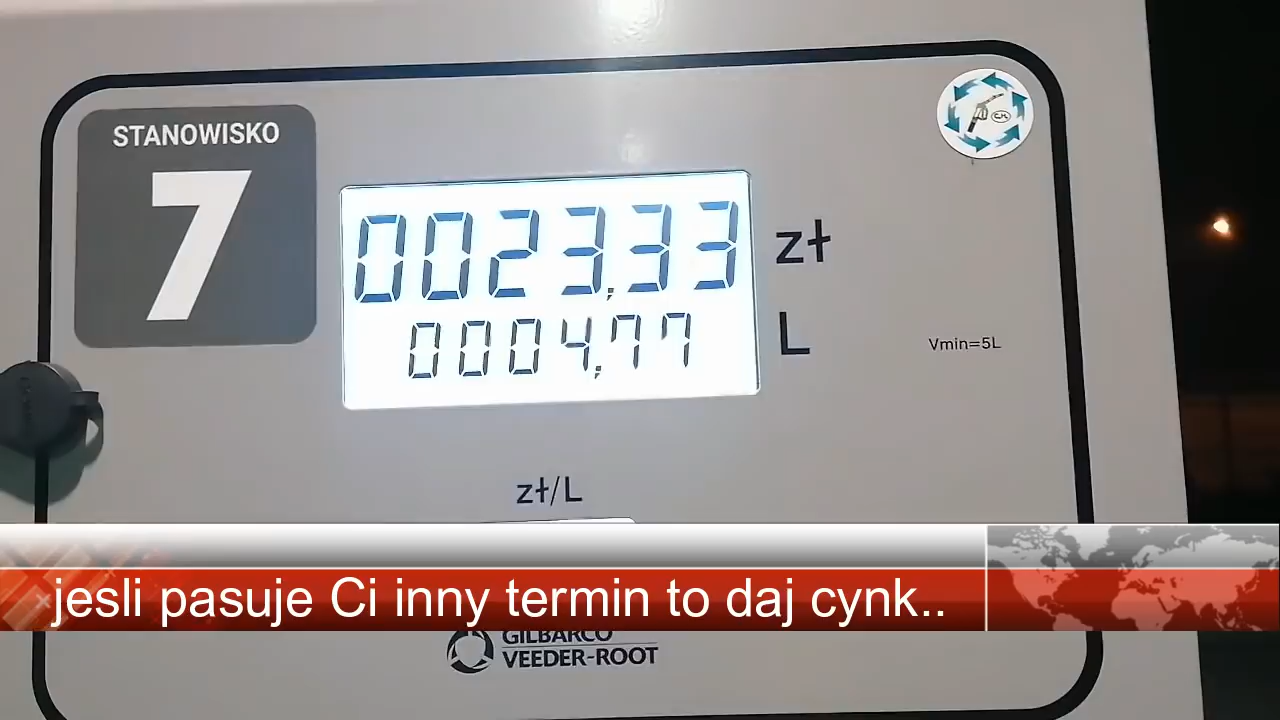 STANOWISKO
7
0023,33 zł
0004,77 L
Vmin=5L
zł/L
jesli pasuje Ci inny termin to daj cynk..
GILBARCO
VEEDER-ROOT